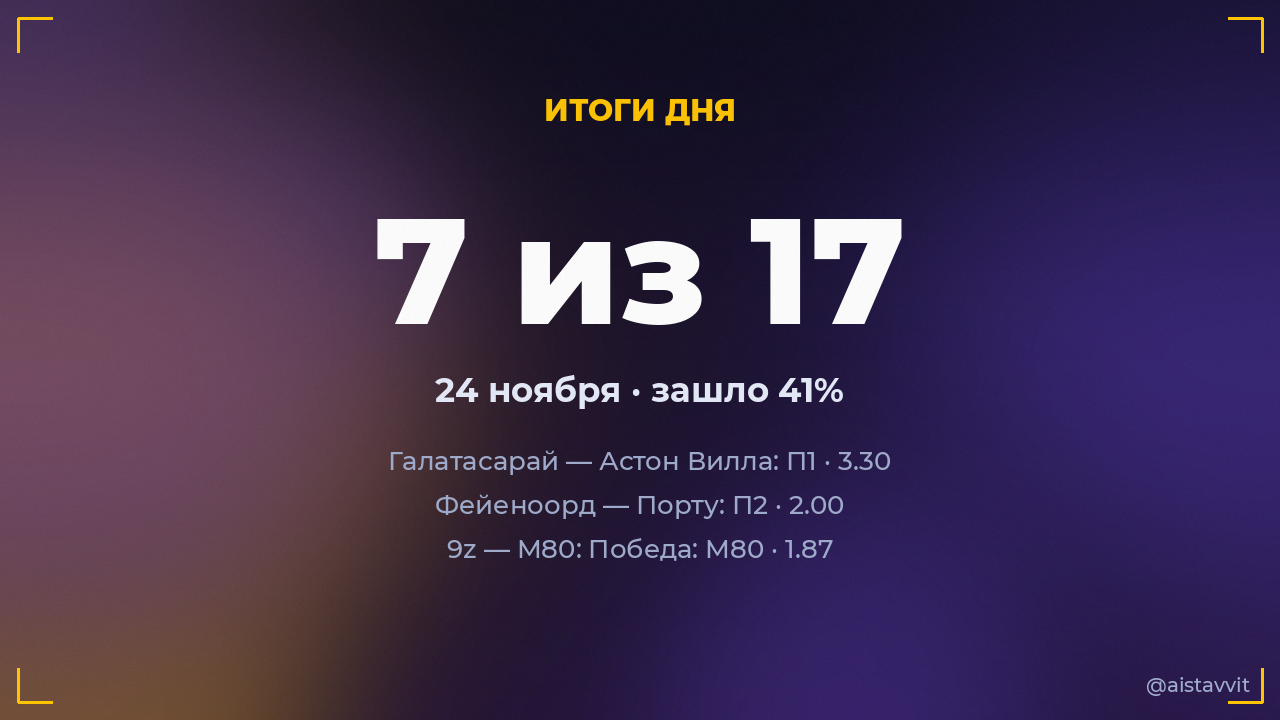 ИТОГИ ДНЯ
7 из 17
24 ноября · зашло 41%
Галатасарай — Астон Вилла: П1 · 3.30
Фейеноорд — Порту: П2 · 2.00
9z — M80: Победа: M80 · 1.87
@aistavvit